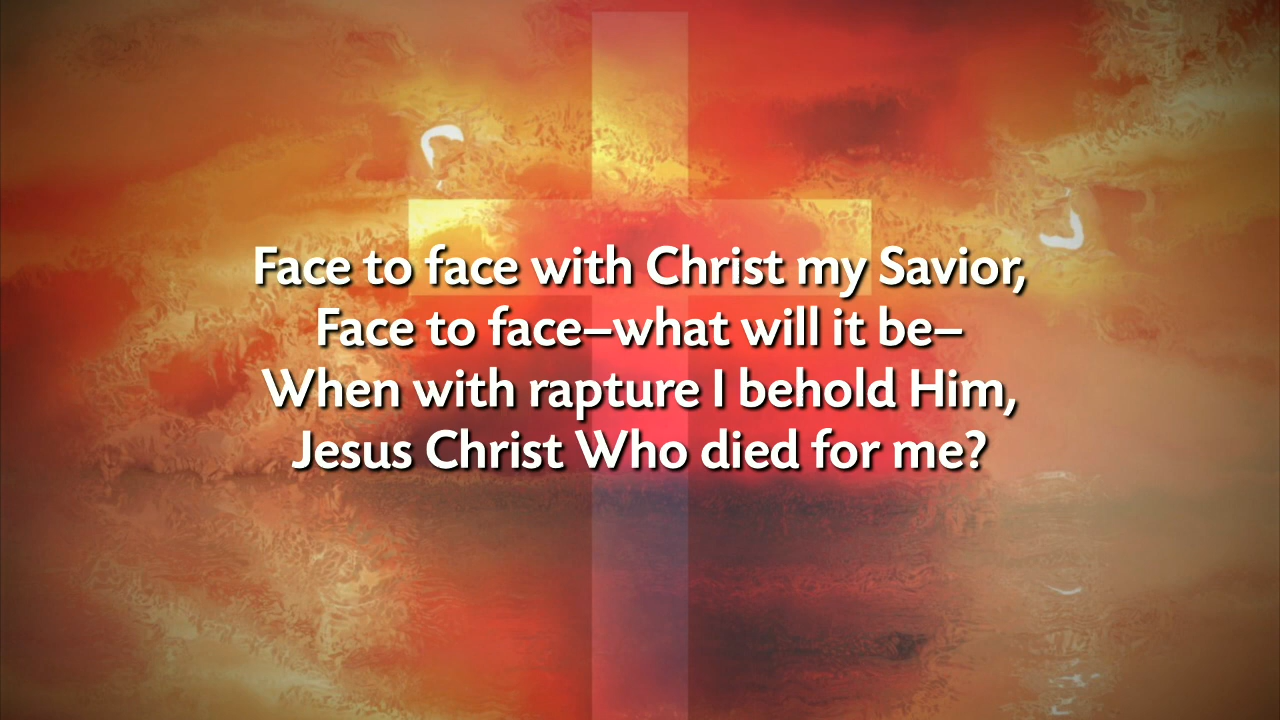 Face to face with Christ my Savior,
Face to face–what will it be–
When with rapture I behold Him,
Jesus Christ Who died for me?